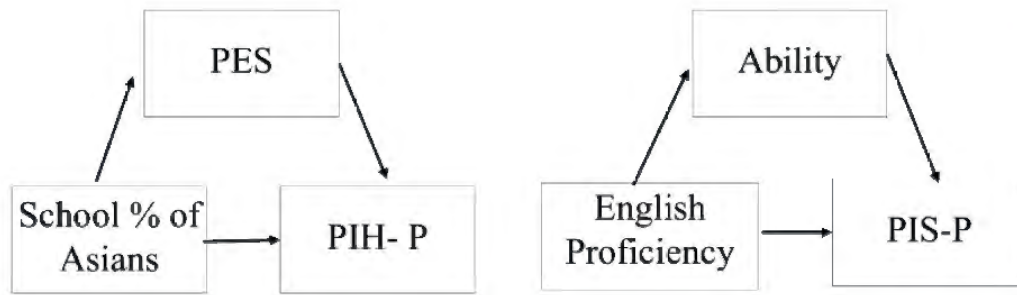 PES
School % of
Asians
PIH- P
Ability
English
Proficiency
PIS-P